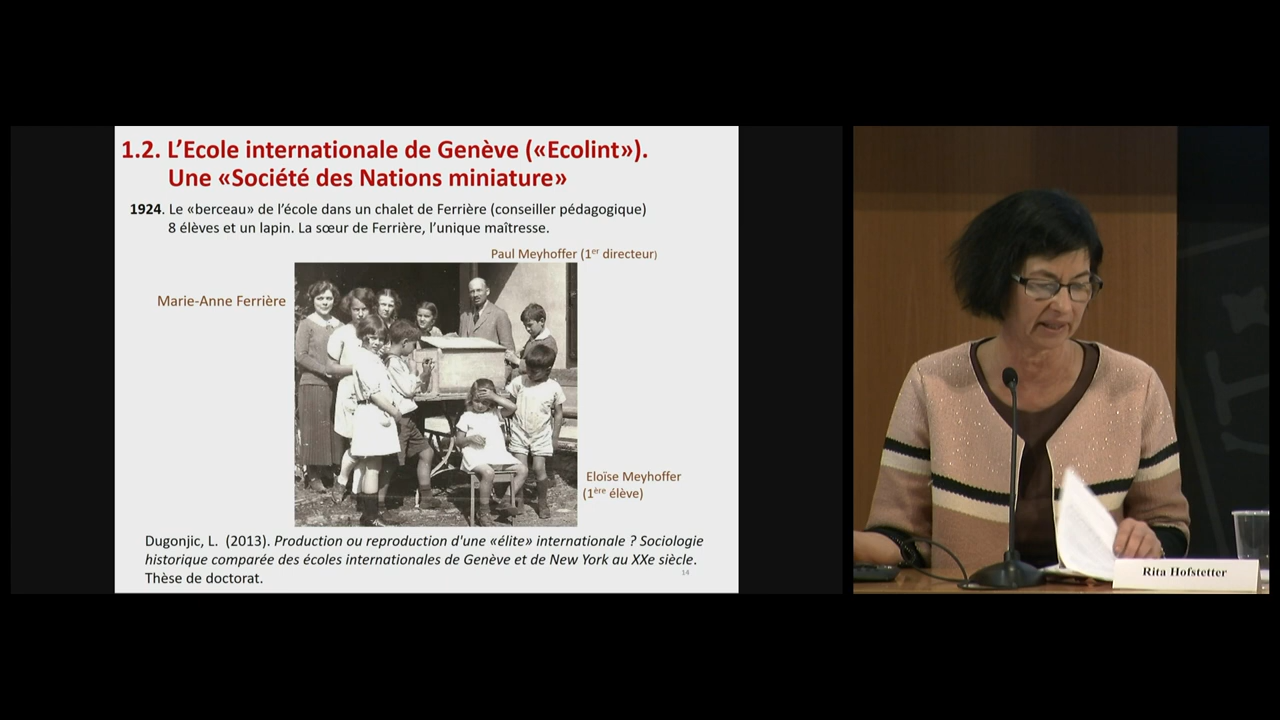 1.2. L'Ecole internationale de Genève («Ecolint»).
Une «Société des Nations miniature»
1924. Le «berceau» de l'école dans un chalet de Ferrière (conseiller pédagogique)
8 élèves et un lapin. La sœur de Ferrière, l'unique maîtresse.
Paul Meyhoffer (1er directeur)
Marie-Anne Ferrière
Eloïse Meyhoffer
(1ère élève)
Dugonjic, L. (2013). Production ou reproduction d'une «élite» internationale ? Sociologie
historique comparée des écoles internationales de Genève et de New York au XXe siècle.
Thèse de doctorat.
14
Rita Hofstetter